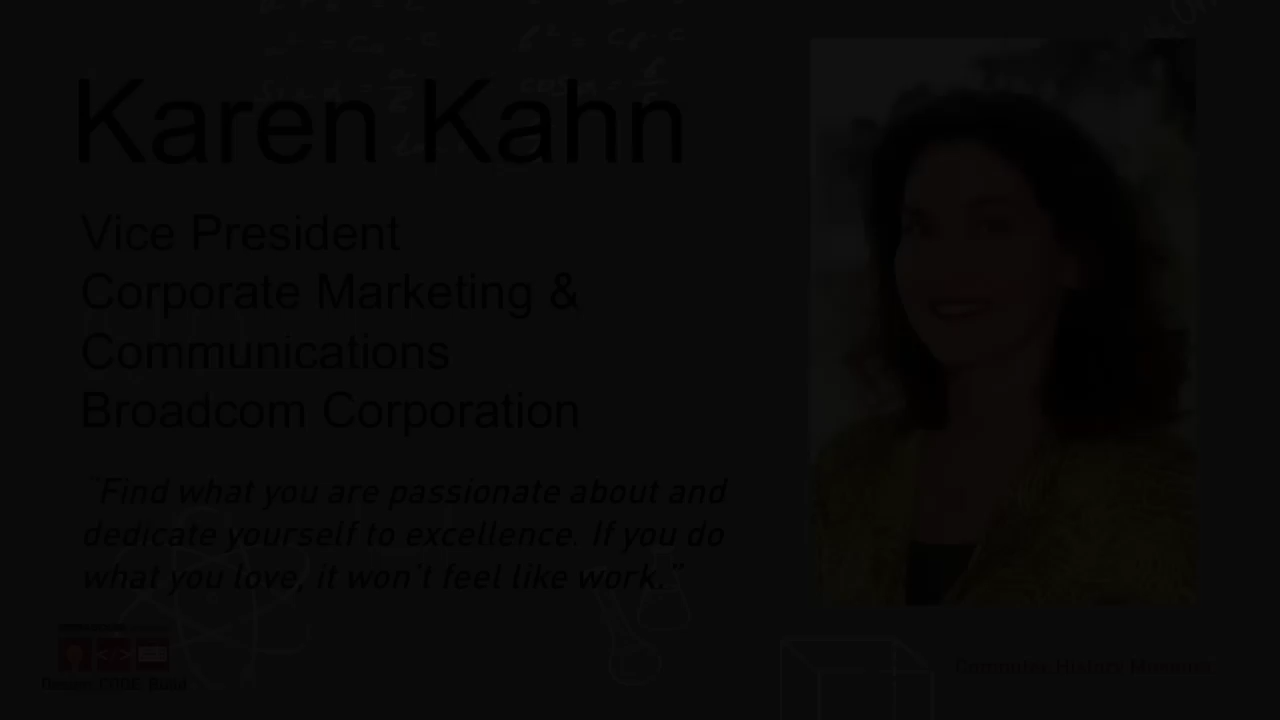 Karen Kahn
Vice President
Corporate Marketing &
Communications
Broadcom Corporation
"Find what you are passionate about and
dedicate yourself to excellence. If you do
what you love, it won't feel like work."
Design_CODE_Build
Computer History Museum